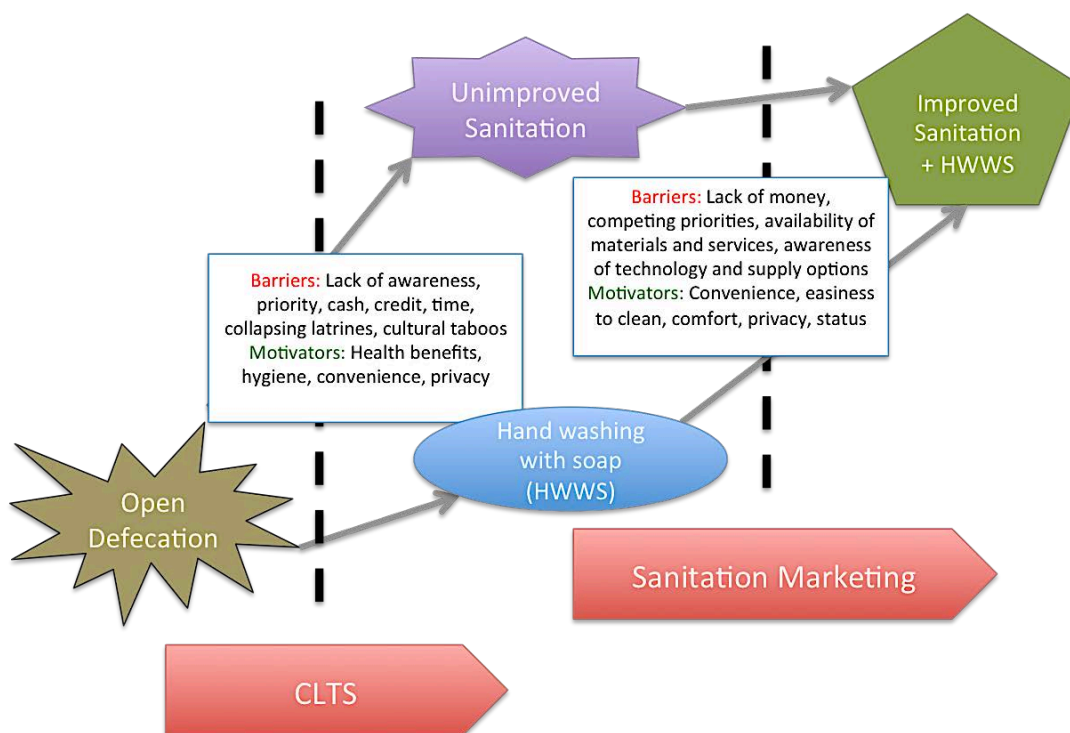 Unimproved
Sanitation
Improved
Sanitation
+ HWWS
Barriers: Lack of money,
competing priorities, availability of
materials and services, awareness
of technology and supply options
Motivators: Convenience, easiness
to clean, comfort, privacy, status
Barriers: Lack of awareness,
priority, cash, credit, time,
collapsing latrines, cultural taboos
Motivators: Health benefits,
hygiene, convenience, privacy
Hand washing
with soap
(HWWS)
Open
Defecation
Sanitation Marketing
CLTS